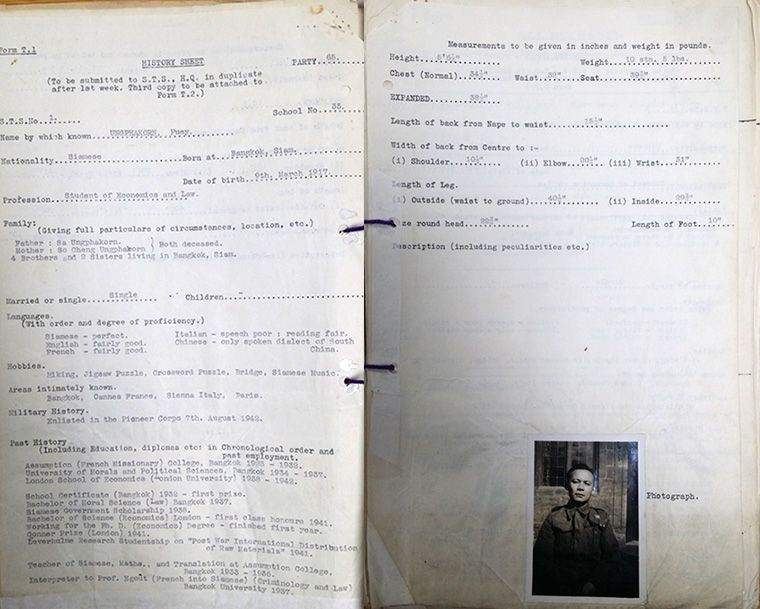 Form T.1
HISTORY SHEET
PARTY..65....
(To be submitted to S.T.S., H.Q. in duplicate
after 1st week. Third copy to be attached to
Form T.2.)
S.T.S.No..1......
School No...35......
Name by which known....UNGPHAKORN, Puey......
Nationality....Siamese......Born at...Bangkok, Siam......
Date of birth..9th. March 1917......
Profession....Student of Economics and Law.
Family:
(Giving full particulars of circumstances, location, etc.)
Father : Sa Ungphakorn.
Mother : So Cheng Ungphakorn ) Both deceased.
4 Brothers and 2 Sisters living in Bangkok, Siam.
Married or single....Single......Children...-......
Languages.
(With order and degree of proficiency.)
Siamese - perfect. Italian - speech poor : reading fair.
English - fairly good. Chinese - only spoken dialect of South
French - fairly good. China.
Hobbies.
Hiking, Jigsaw Puzzle, Crossword Puzzle, Bridge, Siamese Music.
Areas intimately known.
Bangkok, Cannes France, Sienna Italy, Paris.
Military History.
Enlisted in the Pioneer Corps 7th. August 1942.
Past History
(Including Education, diplomas etc: in Chronological order and
past employment.
Assumption (French Missionary) College, Bangkok - 1932.
University of Morals and Political Sciences, Bangkok 1934 - 1937.
London School of Economics (London University) 1938 - 1942.
School Certificate (Bangkok) 1932 - first prize.
Bachelor of Moral Science (Law) Bangkok 1937.
Siamese Government Scholarship 1938.
Bachelor of Science (Economics) London - first class honours 1941.
Working for the Ph. D. (Economics) Degree - finished first year.
Gonner Prize (London) 1941.
Leverhulme Research Studentship on "Post War International Distribution
of Raw Materials" 1941.
Teacher of Siamese, Maths., and Translation at Assumption College,
Bangkok 1933 - 1936.
Interpreter to Prof. (French into Siamese) (Criminology and Law)
Bangkok University 1937.
Measurements to be given in inches and weight in pounds.
Height....5'5½"......Weight....10 stn. 5 lbs.
Chest (Normal)..34½"......Waist..32"...Seat...39½"......
EXPANDED......38½"......
Length of back from Nape to waist.....15½"......
Width of back from Centre to :-
(i) Shoulder....10½"......(ii) Elbow...20½"...(iii) Wrist...31"...
Length of Leg.
(i) Outside (waist to ground)...40½"......(ii) Inside...29½"......
Size round head..22½"......Length of Foot..10"
Description (including peculiarities etc.)
Photograph.